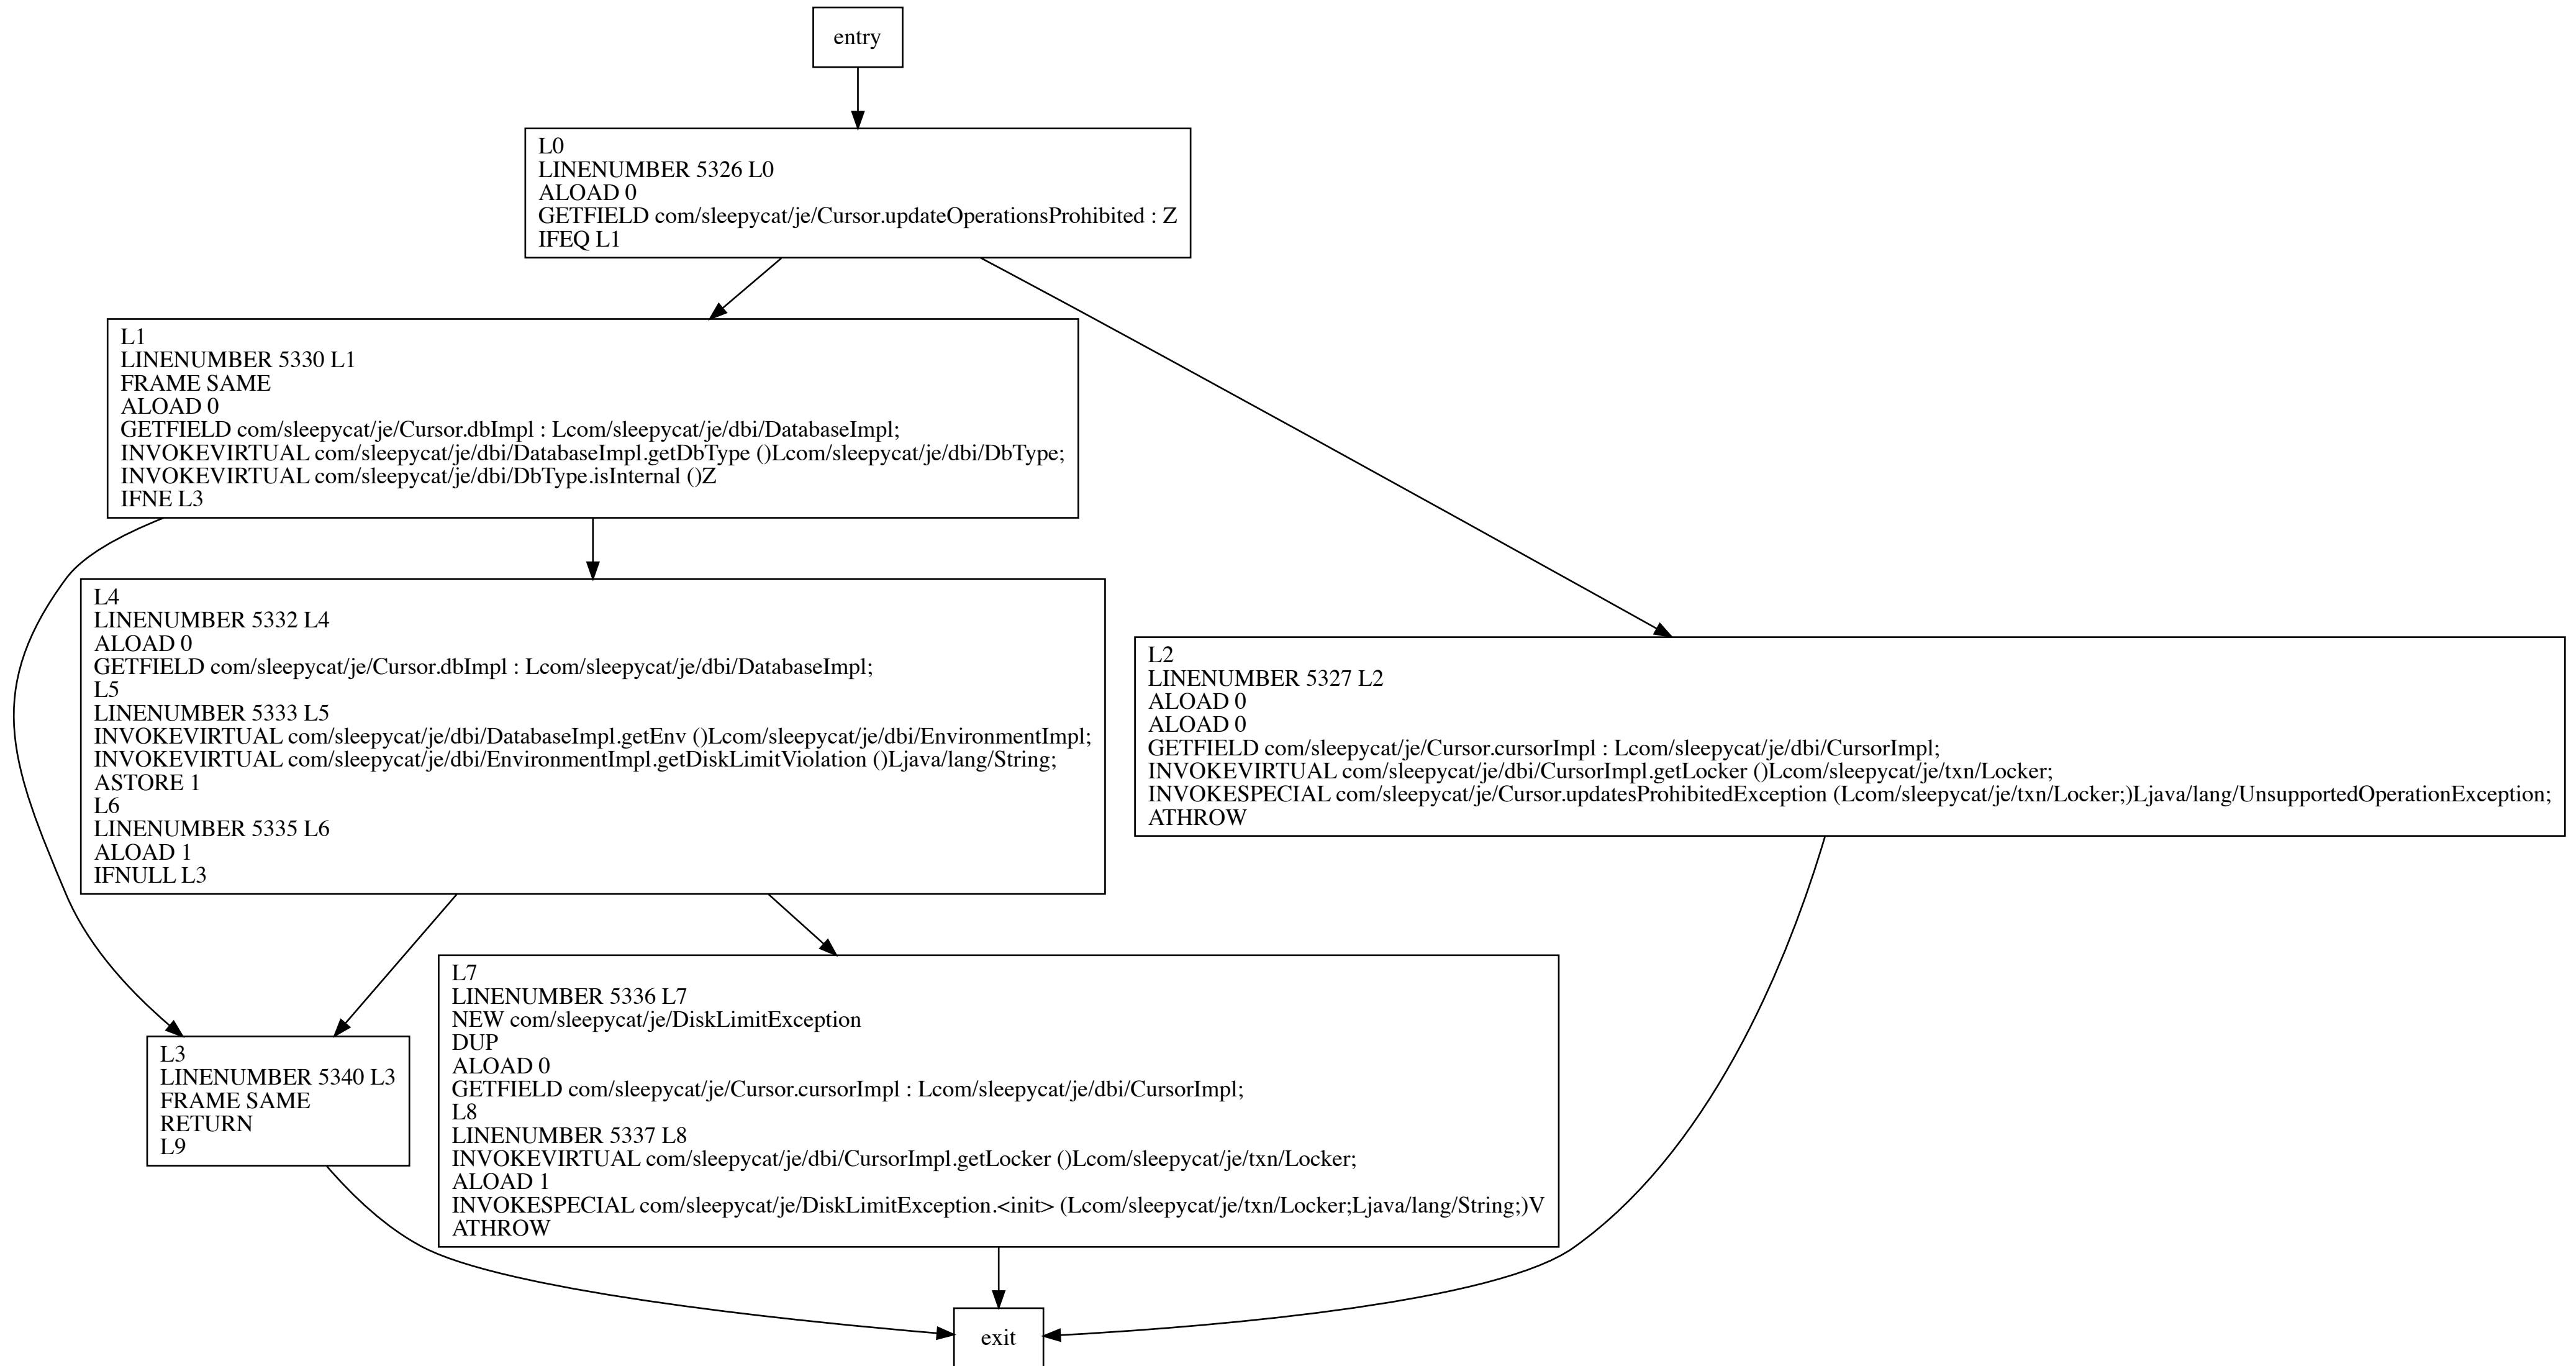 entry
L0
LINENUMBER 5326 L0
ALOAD 0
GETFIELD com/sleepycat/je/Cursor.updateOperationsProhibited : Z
IFEQ L1
L1
LINENUMBER 5330 L1
FRAME SAME
ALOAD 0
GETFIELD com/sleepycat/je/Cursor.dbImpl : Lcom/sleepycat/je/dbi/DatabaseImpl;
INVOKEVIRTUAL com/sleepycat/je/dbi/DatabaseImpl.getDbType ()Lcom/sleepycat/je/dbi/DbType;
INVOKEVIRTUAL com/sleepycat/je/dbi/DbType.isInternal ()Z
IFNE L3
L4
LINENUMBER 5332 L4
ALOAD 0
GETFIELD com/sleepycat/je/Cursor.dbImpl : Lcom/sleepycat/je/dbi/DatabaseImpl;
L5
LINENUMBER 5333 L5
INVOKEVIRTUAL com/sleepycat/je/dbi/DatabaseImpl.getEnv ()Lcom/sleepycat/je/dbi/EnvironmentImpl;
INVOKEVIRTUAL com/sleepycat/je/dbi/EnvironmentImpl.getDiskLimitViolation ()Ljava/lang/String;
ASTORE 1
L6
LINENUMBER 5335 L6
ALOAD 1
IFNULL L3
L2
LINENUMBER 5327 L2
ALOAD 0
ALOAD 0
GETFIELD com/sleepycat/je/Cursor.cursorImpl : Lcom/sleepycat/je/dbi/CursorImpl;
INVOKEVIRTUAL com/sleepycat/je/dbi/CursorImpl.getLocker ()Lcom/sleepycat/je/txn/Locker;
INVOKESPECIAL com/sleepycat/je/Cursor.updatesProhibitedException (Lcom/sleepycat/je/txn/Locker;)Ljava/lang/UnsupportedOperationException;
ATHROW
L3
LINENUMBER 5340 L3
FRAME SAME
RETURN
L9
L7
LINENUMBER 5336 L7
NEW com/sleepycat/je/DiskLimitException
DUP
ALOAD 0
GETFIELD com/sleepycat/je/Cursor.cursorImpl : Lcom/sleepycat/je/dbi/CursorImpl;
L8
LINENUMBER 5337 L8
INVOKEVIRTUAL com/sleepycat/je/dbi/CursorImpl.getLocker ()Lcom/sleepycat/je/txn/Locker;
ALOAD 1
INVOKESPECIAL com/sleepycat/je/DiskLimitException.<init> (Lcom/sleepycat/je/txn/Locker;Ljava/lang/String;)V
ATHROW
exit